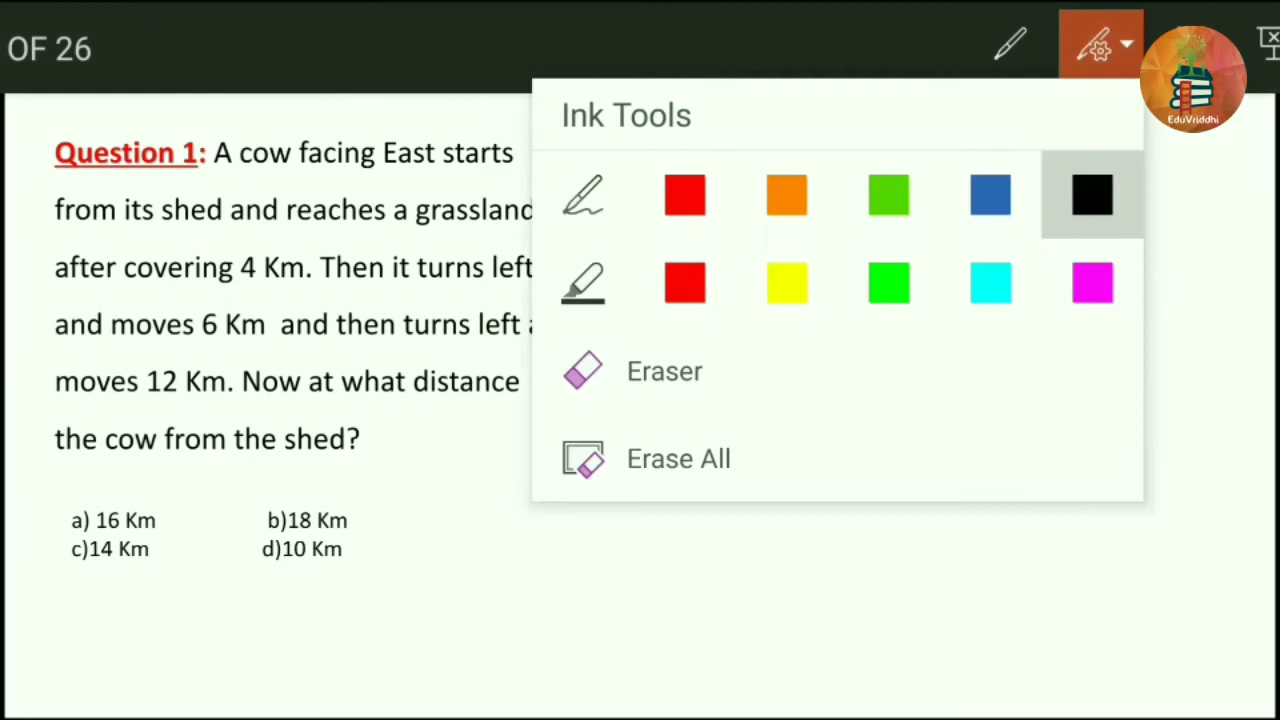 OF 26
EduVriddhi
Ink Tools
Question 1: A cow facing East starts
from its shed and reaches a grassland
after covering 4 Km. Then it turns left
and moves 6 Km and then turns left
moves 12 Km. Now at what distance
the cow from the shed?
a) 16 Km b)18 Km
c)14 Km d)10 Km
Eraser
Erase All